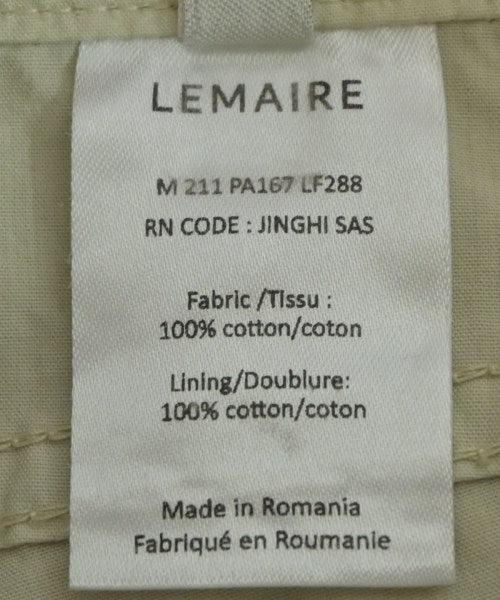 LEMAIRE
M 211 PA167 LF288
RN CODE : JINGHI SAS
Fabric /Tissu :
100% cotton/coton
Lining/Doublure:
100% cotton/coton
Made in Romania
Fabriqué en Roumanie